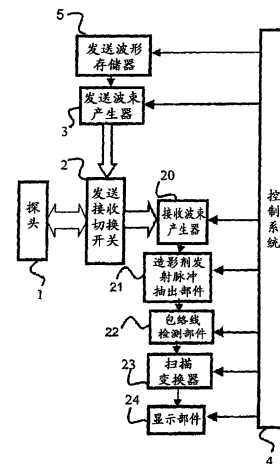 5
发送波形
存储器
发送波束
产生器
3
2
发送
接收
切换
开关
探
头
1
20
接收波束
产生器
造影剂发
射脉冲
抽出部件
21
包络线
检测部件
22
扫描
变换器
23
24
显示部件
控
制
系
统
4